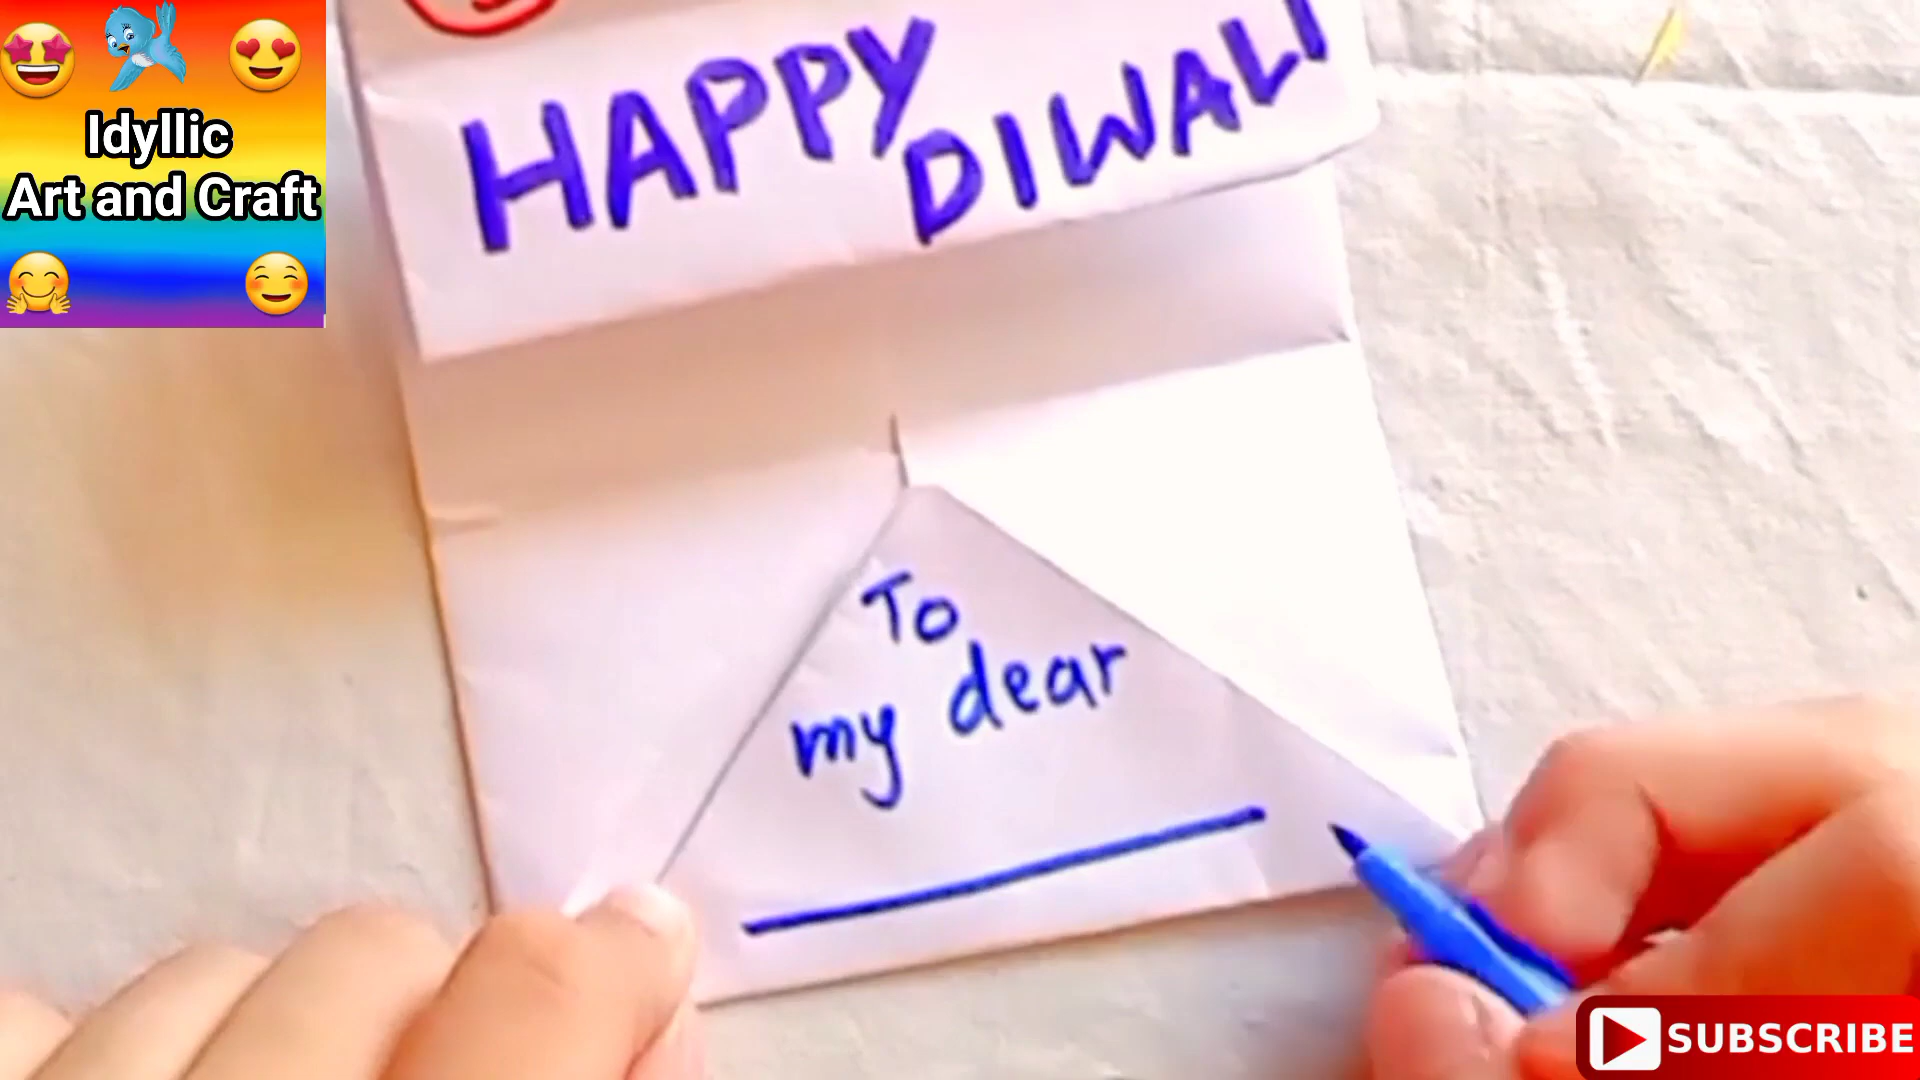 Idyllic
Art and Craft
HAPPY
DIWALI
To
my dear
SUBSCRIBE